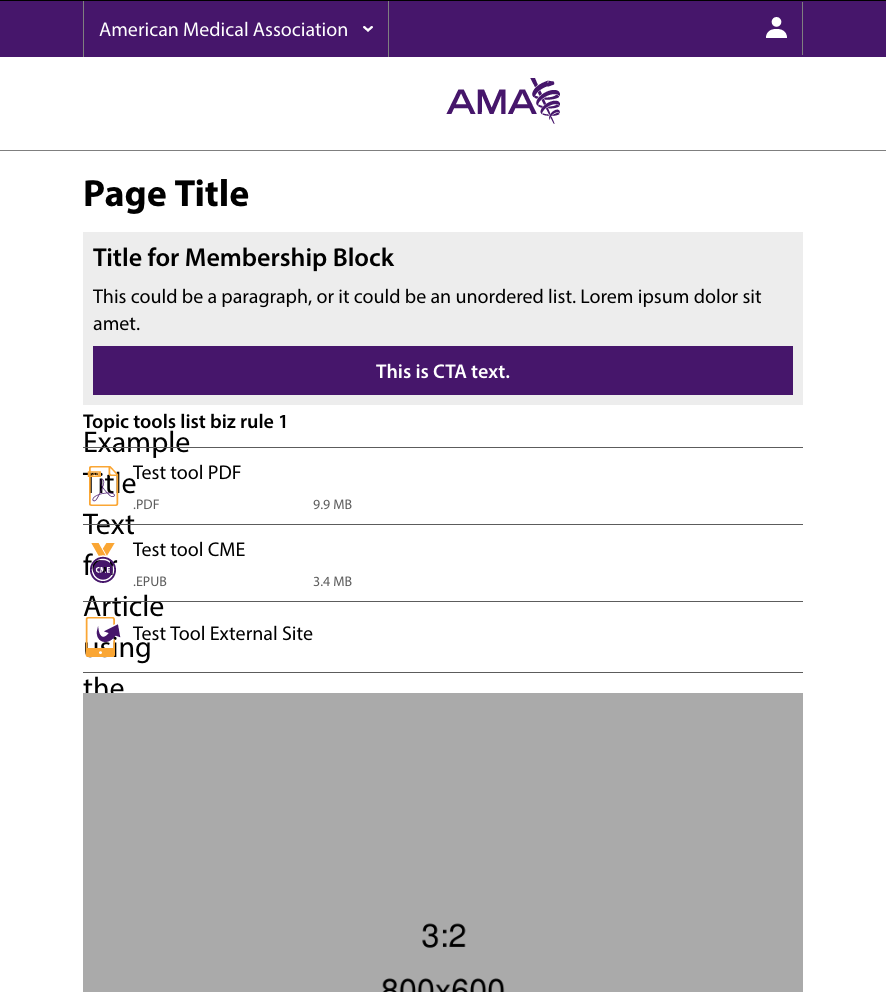 American Medical Association
AMA
Page Title
Title for Membership Block
This could be a paragraph, or it could be an unordered list. Lorem ipsum dolor sit
amet.
This is CTA text.
Topic tools list biz rule 1
Example
Title
Text
for
Article
using
the
Test tool PDF
.PDF
9.9 MB
Test tool CME
.EPUB
3.4 MB
Test Tool External Site
3:2
800x600